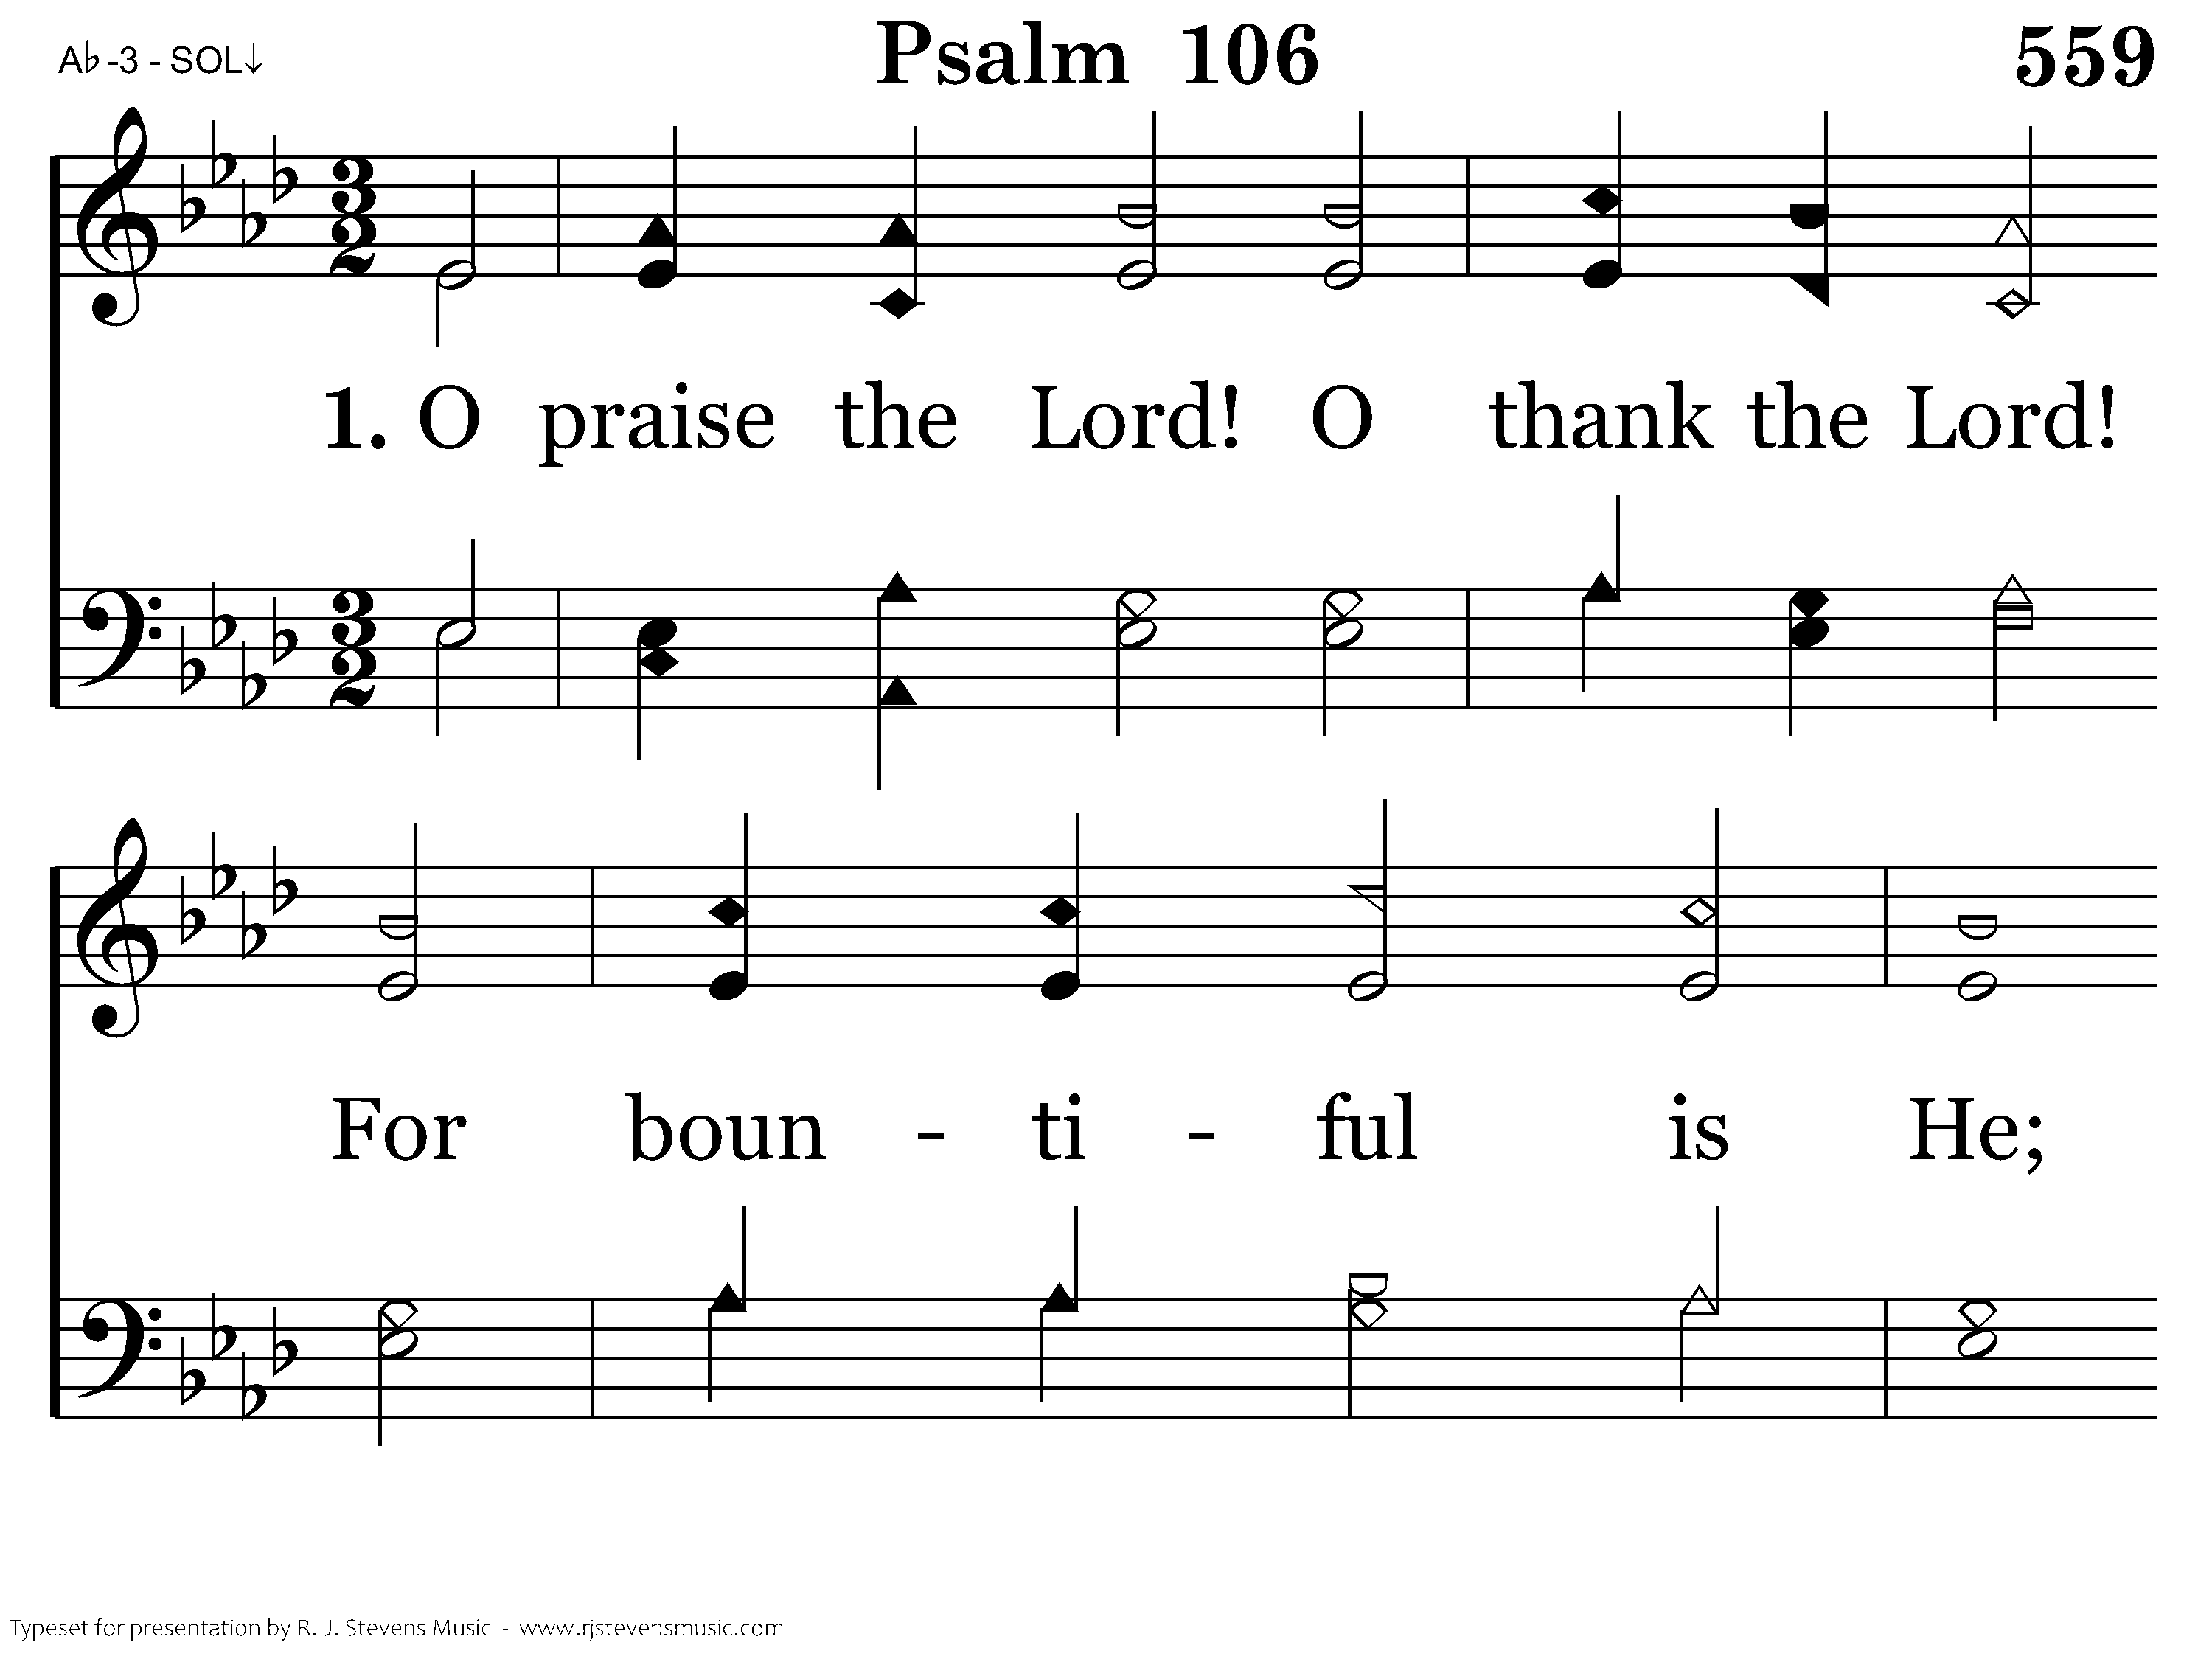 A♭ -3 - SOL↓
Psalm 106
559
1. O praise the Lord! O thank the Lord!
For boun - ti - ful is He;
Typeset for presentation by R. J. Stevens Music - www.rjstevensmusic.com